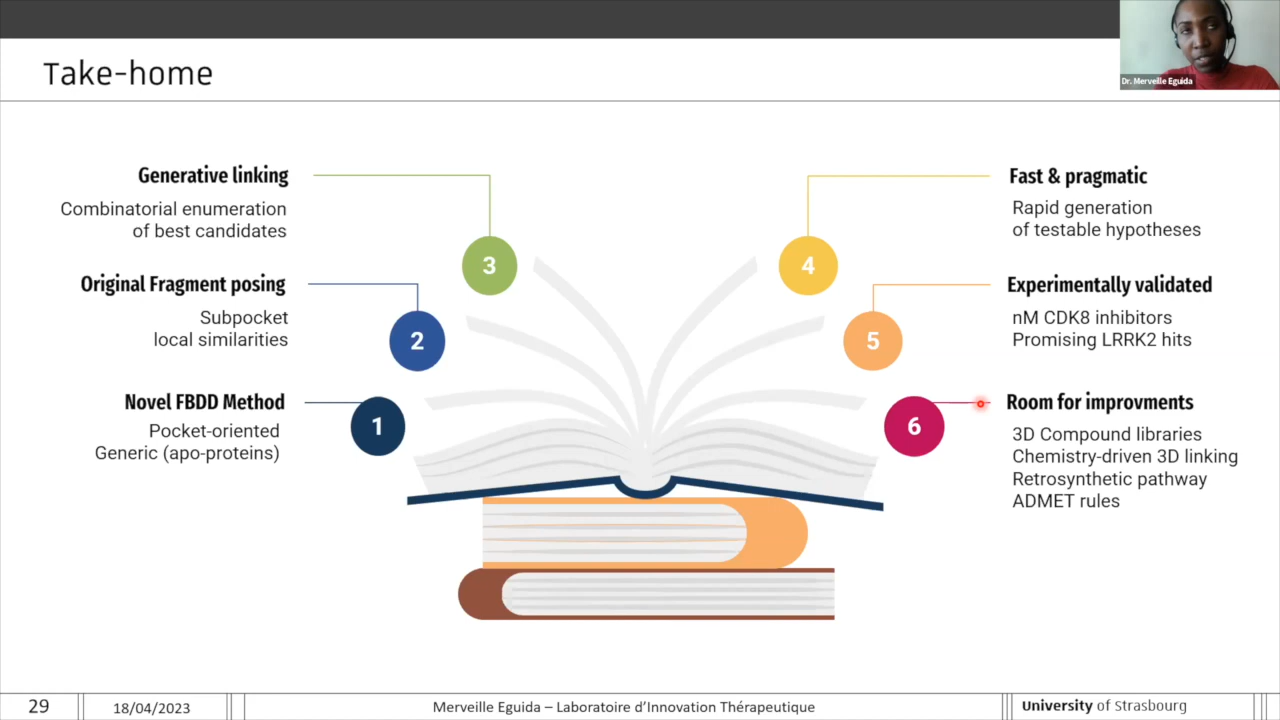 Take-home
Dr. Merveille Eguida
Generative linking
Combinatorial enumeration
of best candidates
3
Original Fragment posing
Subpocket
local similarities
2
Novel FBDD Method
Pocket-oriented
Generic (apo-proteins)
1
Fast & pragmatic
Rapid generation
of testable hypotheses
4
Experimentally validated
nM CDK8 inhibitors
Promising LRRK2 hits
5
Room for improvments
3D Compound libraries
Chemistry-driven 3D linking
Retrosynthetic pathway
ADMET rules
6
29
18/04/2023
Merveille Eguida – Laboratoire d'Innovation Thérapeutique
University of Strasbourg